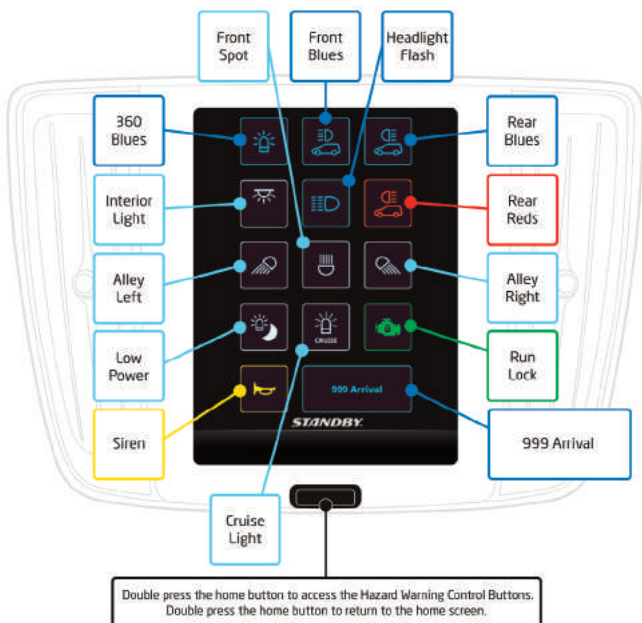 Front
Spot
Front
Blues
Headlight
Flash
360
Blues
Rear
Blues
Interior
Light
Rear
Reds
Alley
Left
Alley
Right
Low
Power
CRUISE
Run
Lock
Siren
999 Arrival
999 Arrival
STANDBY.
Cruise
Light
Double press the home button to access the Hazard Warning Control Buttons.
Double press the home button to return to the home screen.